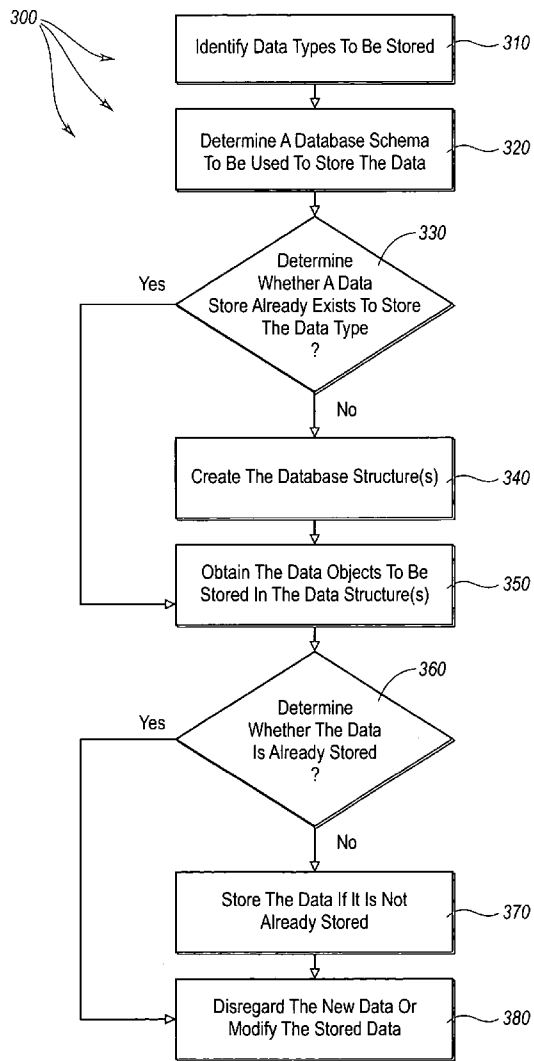 300
Identify Data Types To Be Stored
310
Determine A Database Schema
To Be Used To Store The Data
320
330
Determine
Whether A Data
Store Already Exists To Store
The Data Type
?
Yes
No
Create The Database Structure(s)
340
Obtain The Data Objects To Be
Stored In The Data Structure(s)
350
360
Determine
Whether The Data
Is Already Stored
?
Yes
No
Store The Data If It Is Not
Already Stored
370
Disregard The New Data Or
Modify The Stored Data
380